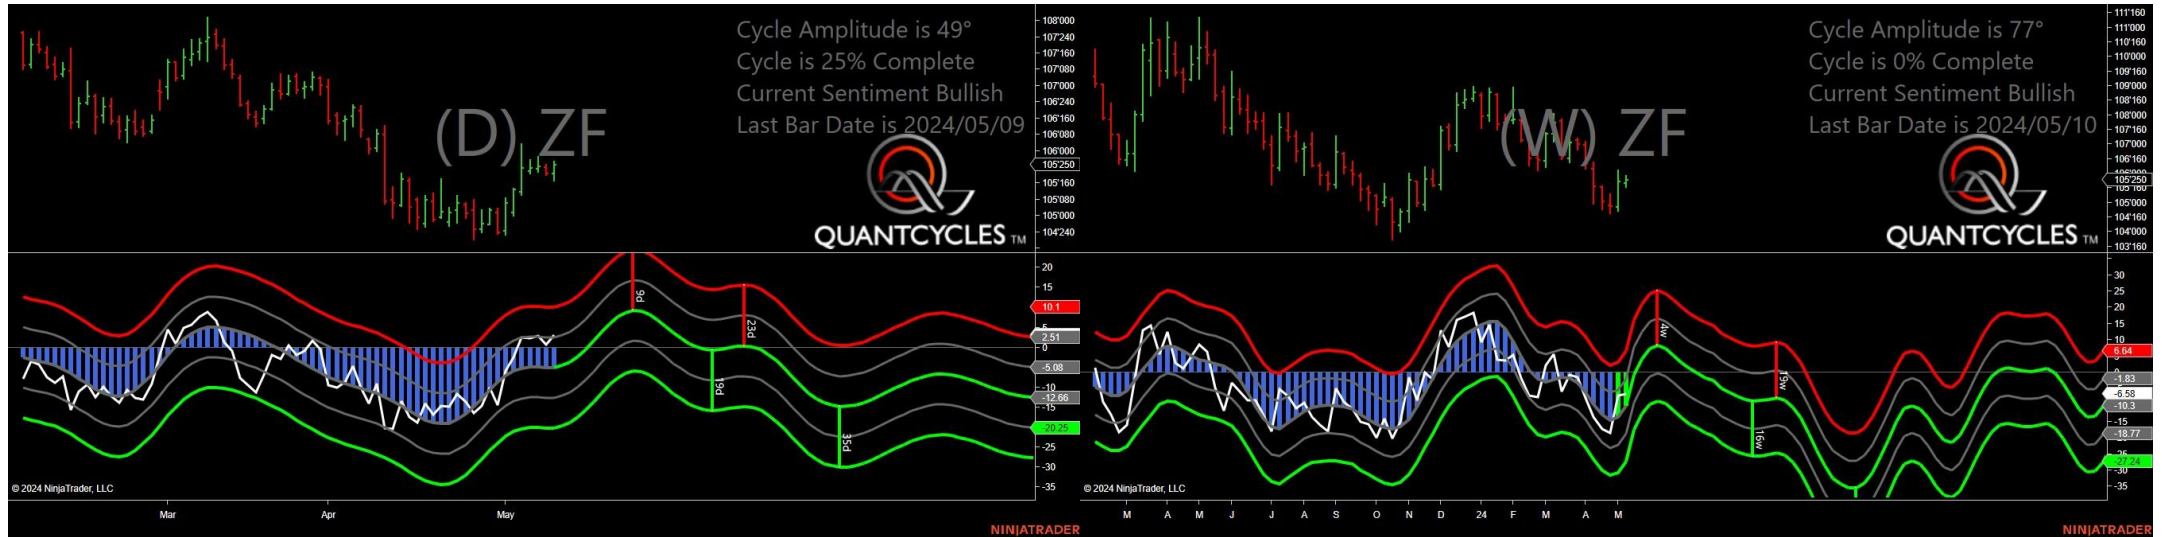 Cycle Amplitude is 49°
Cycle is 25% Complete
Current Sentiment Bullish
Last Bar Date is 2024/05/09
(D) ZF
QUANTCYCLES TM
108'000
107'240
107'160
107'080
107'000
106'240
106'160
106'080
106'000
105'250
105'160
105'080
105'000
104'240
20
15
10.1
2.51
0
-5.08
-10
-12.66
-15
-20.25
-25
-30
-35
9d
23d
19d
35d
© 2024 NinjaTrader, LLC
Mar
Apr
May
NINJATRADER
Cycle Amplitude is 77°
Cycle is 0% Complete
Current Sentiment Bullish
Last Bar Date is 2024/05/10
(W) ZF
QUANTCYCLES TM
111'160
111'000
110'160
110'000
109'160
109'000
108'160
108'000
107'160
107'000
106'160
105'250
105'160
105'000
104'160
104'000
103'160
30
25
20
15
10
6.64
-1.83
-6.58
-10.3
-15
-18.77
-27.24
-30
-35
4w
19w
16w
© 2024 NinjaTrader, LLC
M A M J J A S O N D 24 F M A M
NINJATRADER